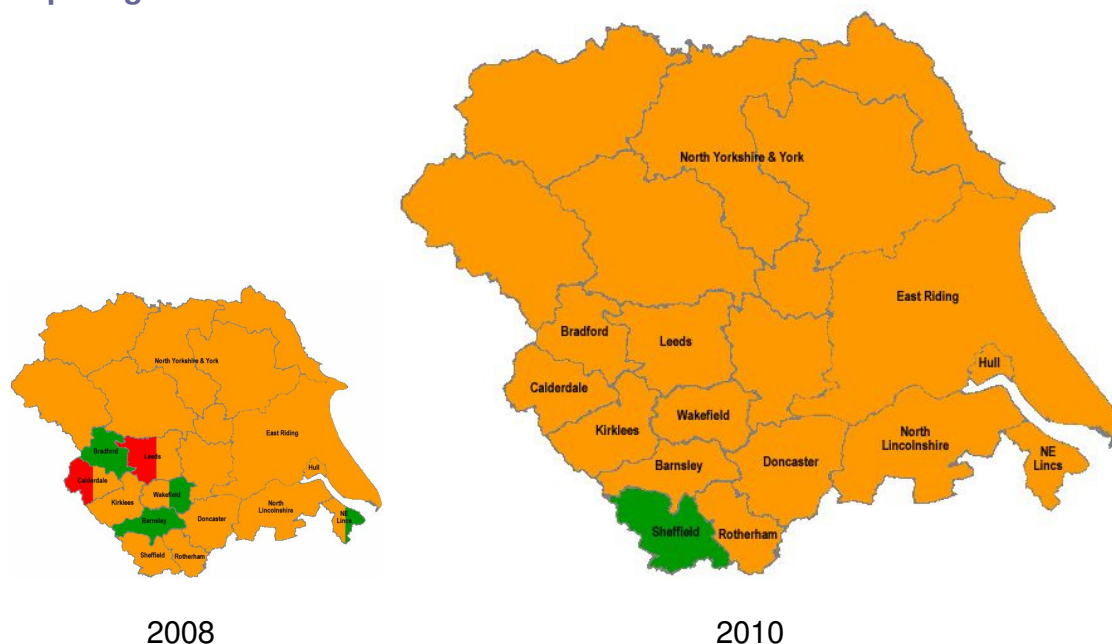 North Yorkshire & York
East Riding
Bradford
Leeds
Hull
Calderdale
Wakefield
Kirklees
North
Lincolnshire
NE
Lincs
Barnsley
Doncaster
Sheffield
Rotherham
2008
North Yorkshire & York
East Riding
Bradford
Leeds
Hull
Calderdale
Wakefield
Kirklees
North
Lincolnshire
Barnsley
Doncaster
NE
Lincs
Sheffield
Rotherham
2010